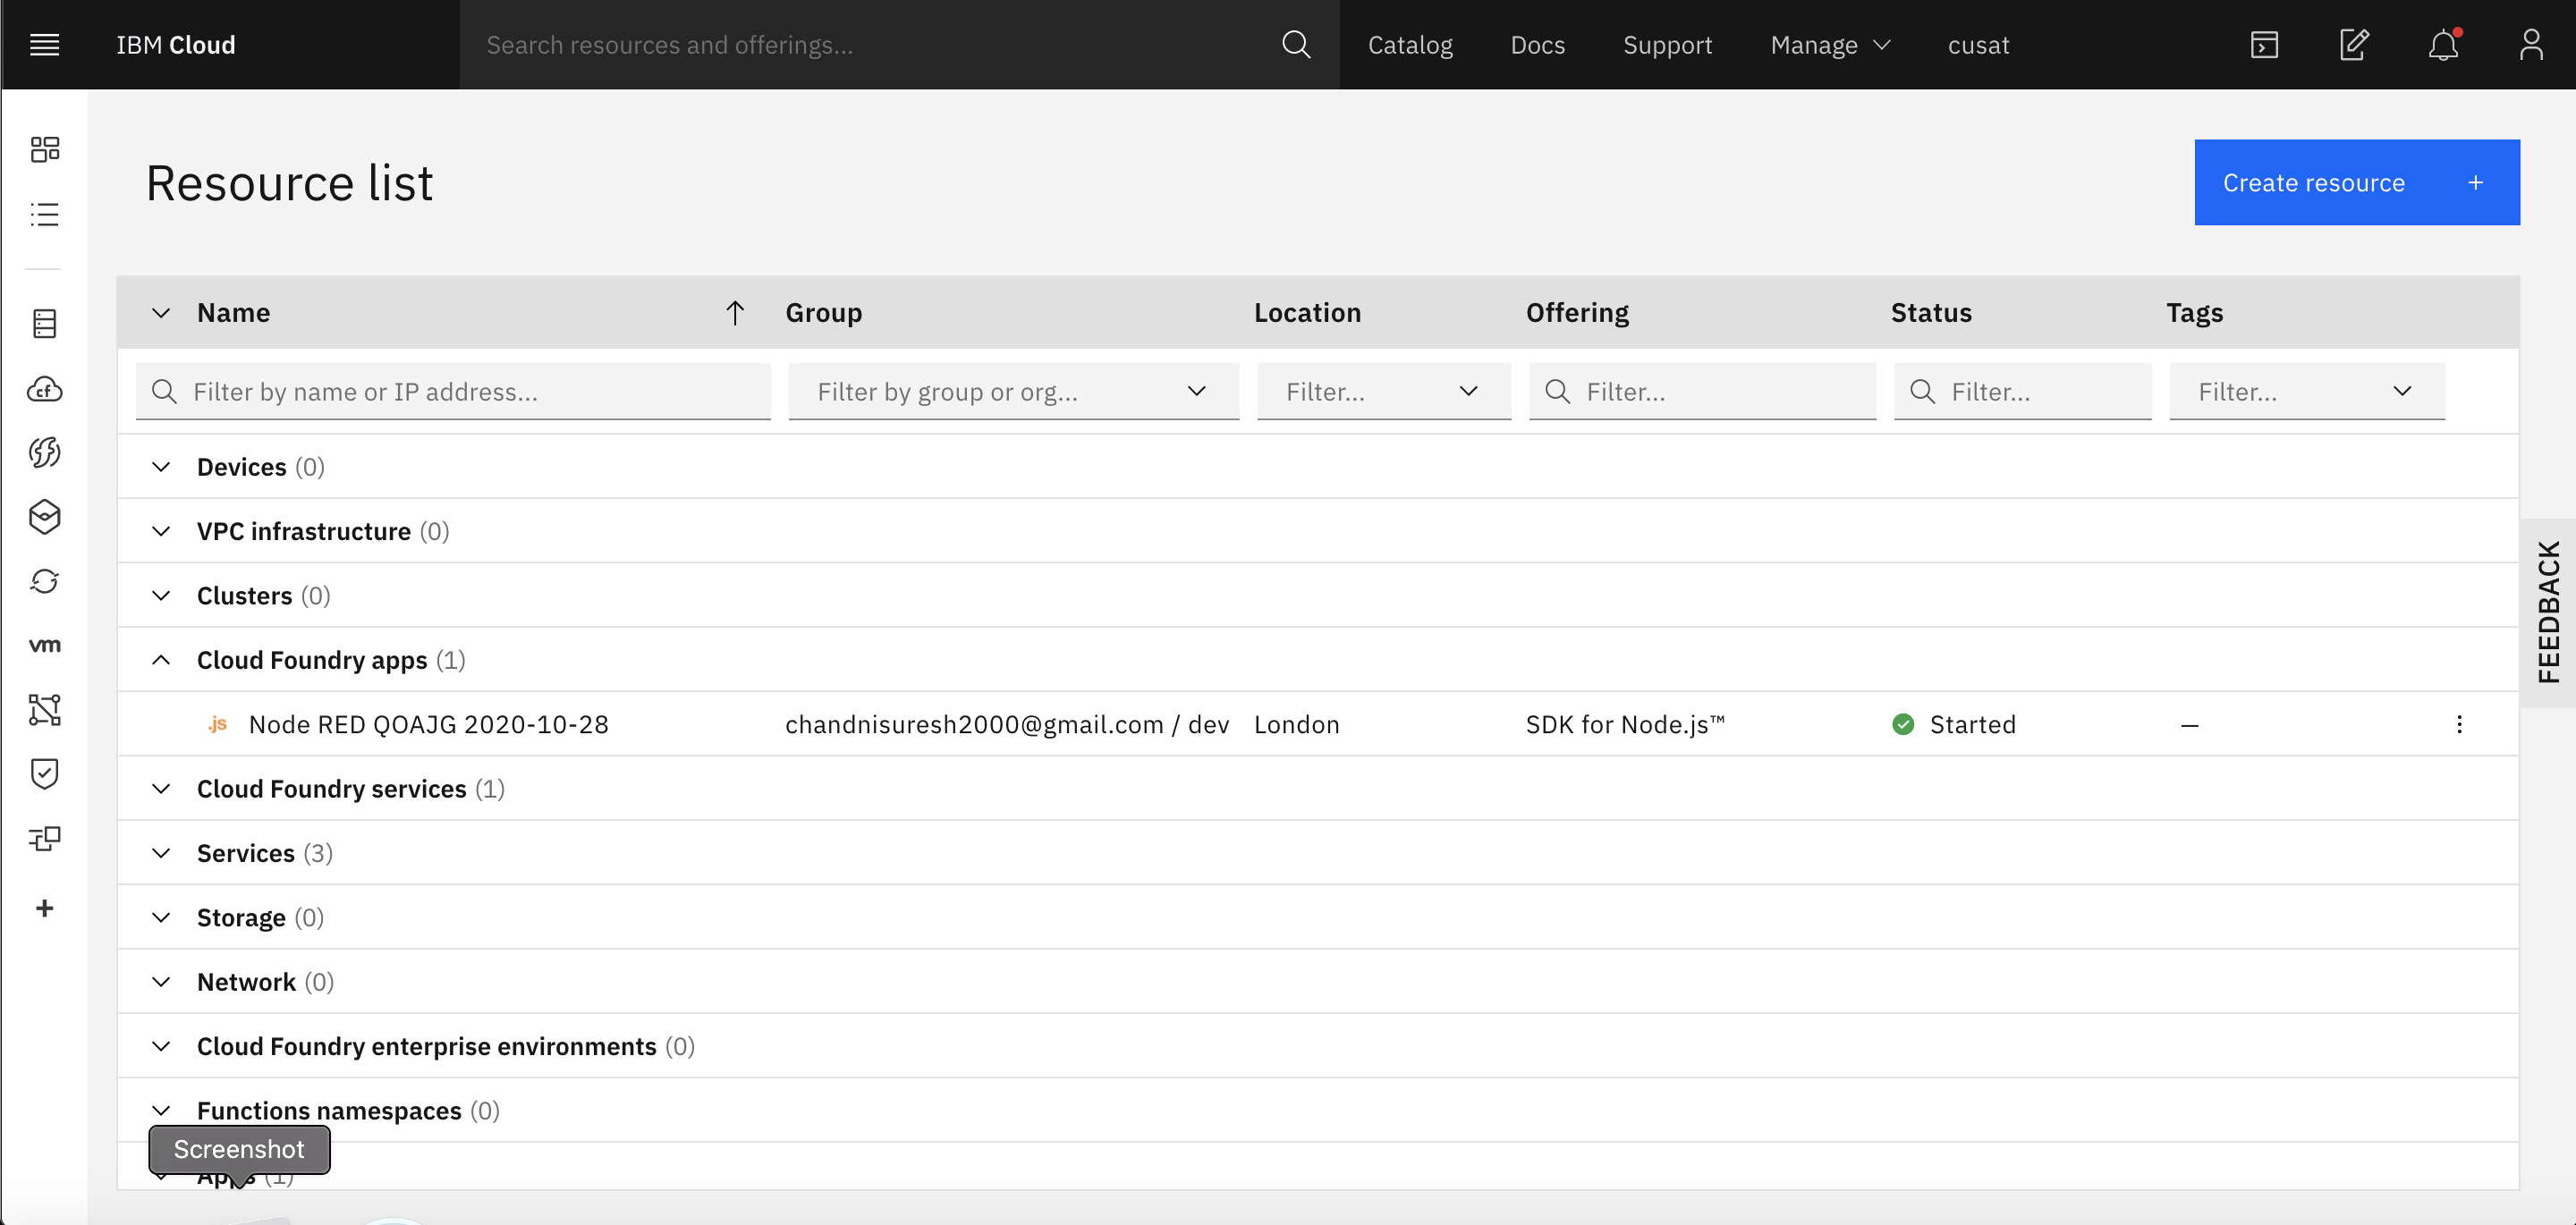 IBM Cloud
Search resources and offerings...
Catalog
Docs
Support
Manage
cusat
Resource list
Create resource +
Name
Group
Location
Offering
Status
Tags
Filter by name or IP address...
Filter by group or org...
Filter...
Filter...
Filter...
Filter...
Devices (0)
VPC infrastructure (0)
Clusters (0)
Cloud Foundry apps (1)
.js Node RED QOAJG 2020-10-28
chandnisuresh2000@gmail.com / dev
London
SDK for Node.js™
Started
—
Cloud Foundry services (1)
Services (3)
Storage (0)
Network (0)
Cloud Foundry enterprise environments (0)
Functions namespaces (0)
Screenshot
Apps (1)
cf
vm
FEEDBACK